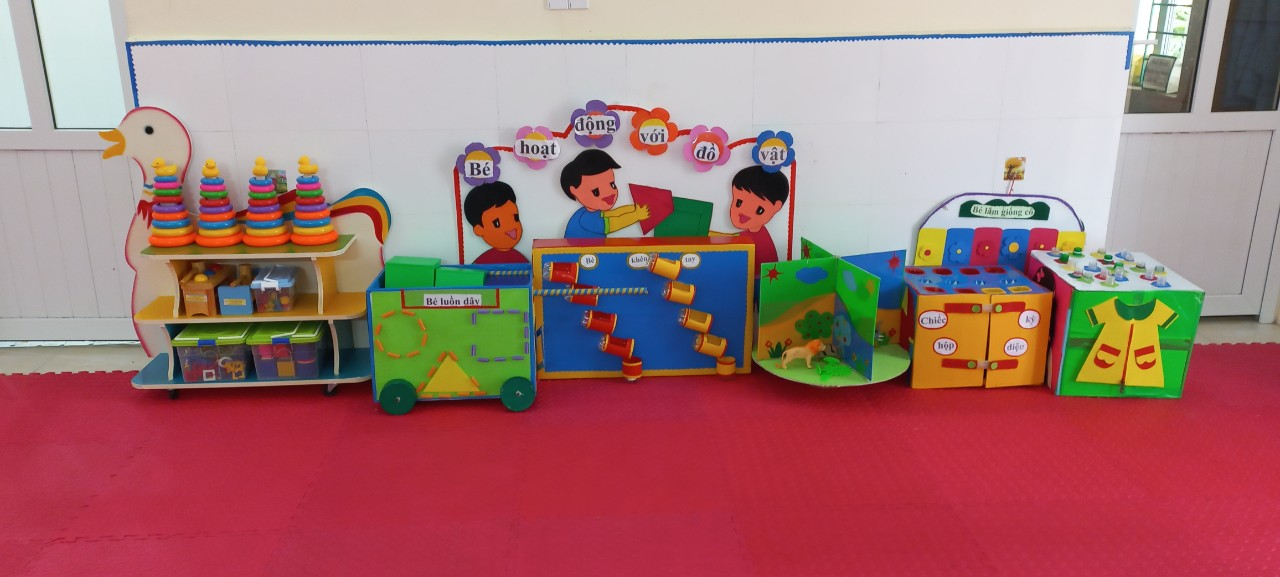 Bé hoạt động với đồ vật
Bé luồn dây
Bé khéo tay
Bé làm giống cô
Chiếc kỳ
hộp diệu